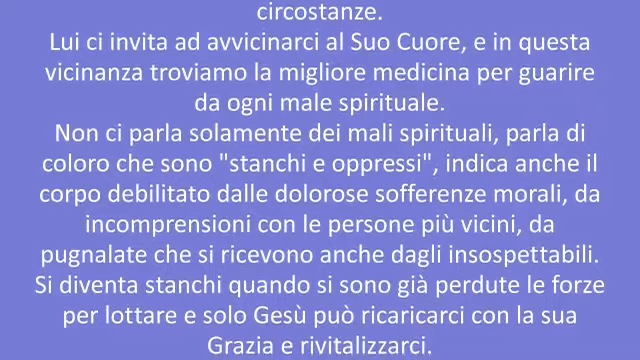 circostanze.
Lui ci invita ad avvicinarci al Suo Cuore, e in questa
vicinanza troviamo la migliore medicina per guarire
da ogni male spirituale.
Non ci parla solamente dei mali spirituali, parla di
coloro che sono "stanchi e oppressi", indica anche il
corpo debilitato dalle dolorose sofferenze morali, da
incomprensioni con le persone più vicini, da
pugnalate che si ricevono anche dagli insospettabili.
Si diventa stanchi quando si sono già perdute le forze
per lottare e solo Gesù può ricaricarci con la sua
Grazia e rivitalizzarci.